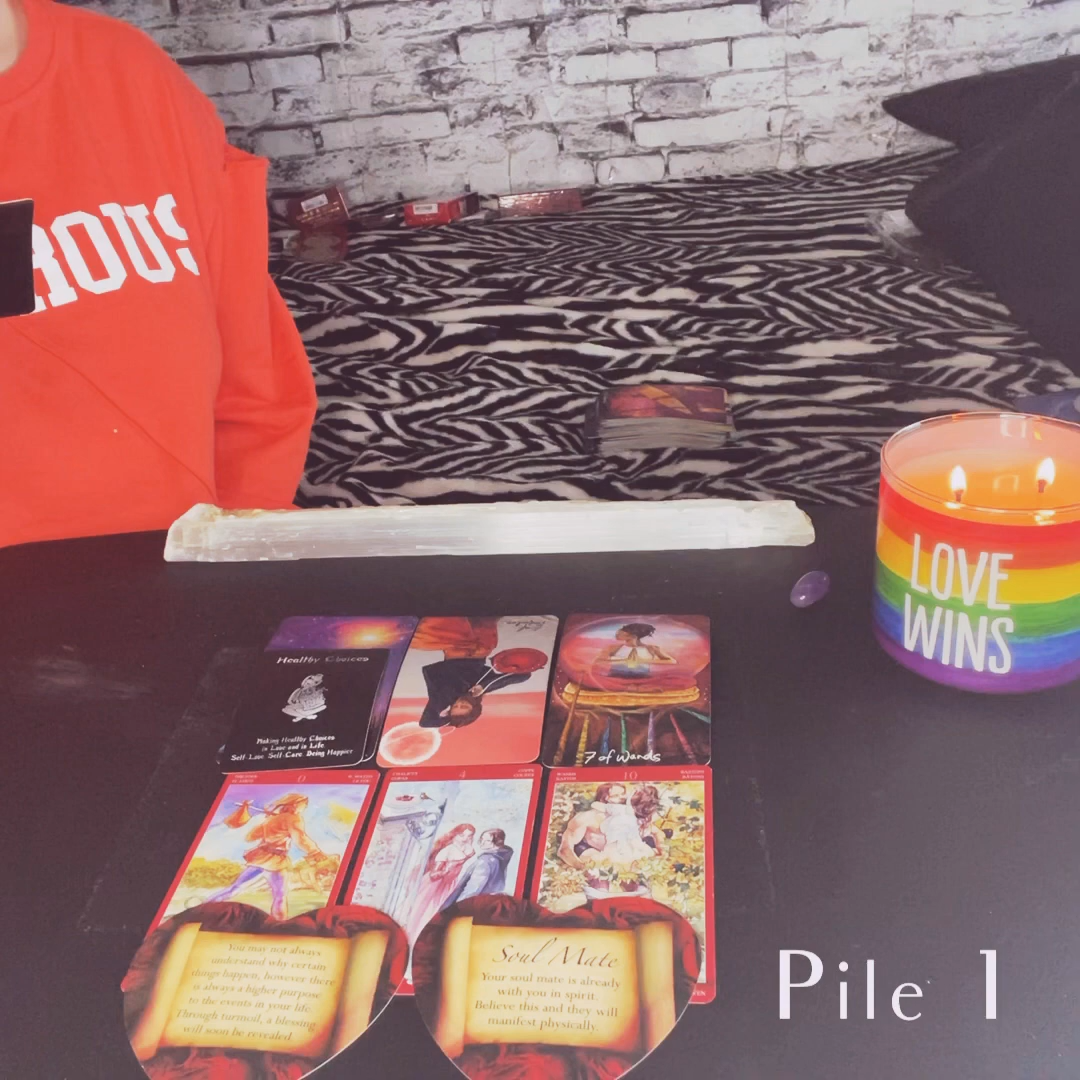 ROUS
LOVE
WINS
Healthy Choices
Making Healthy Choices
in Love and in Life
Self-Love, Self-Care, Being Happier
7 of Wands
0
4
10
You may not always
understand why certain
things happen, however there
is always a higher purpose
to the events in your life.
Through turmoil, a blessing
will soon be revealed.
Soul Mate
Your soul mate is already
with you in spirit.
Believe this and they will
manifest physically.
Pile 1